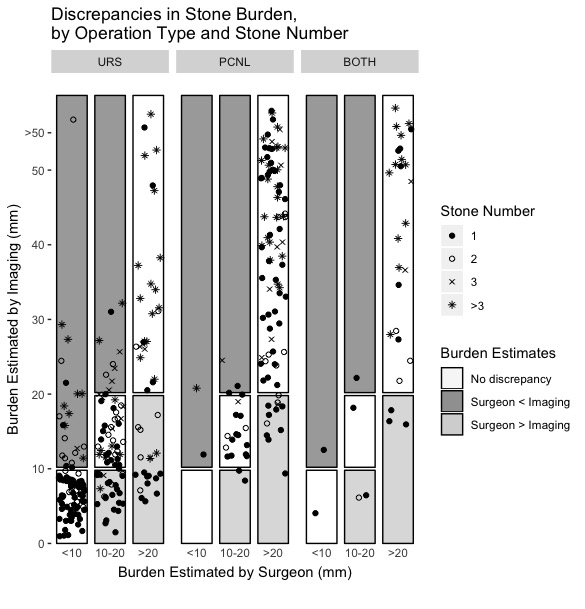 Discrepancies in Stone Burden,
by Operation Type and Stone Number
URS PCNL BOTH
>50
50
40
30
20
10
0
Burden Estimated by Imaging (mm)
<10 10-20 >20 <10 10-20 >20 <10 10-20 >20
Burden Estimated by Surgeon (mm)
Stone Number
1
2
3
>3
Burden Estimates
No discrepancy
Surgeon < Imaging
Surgeon > Imaging